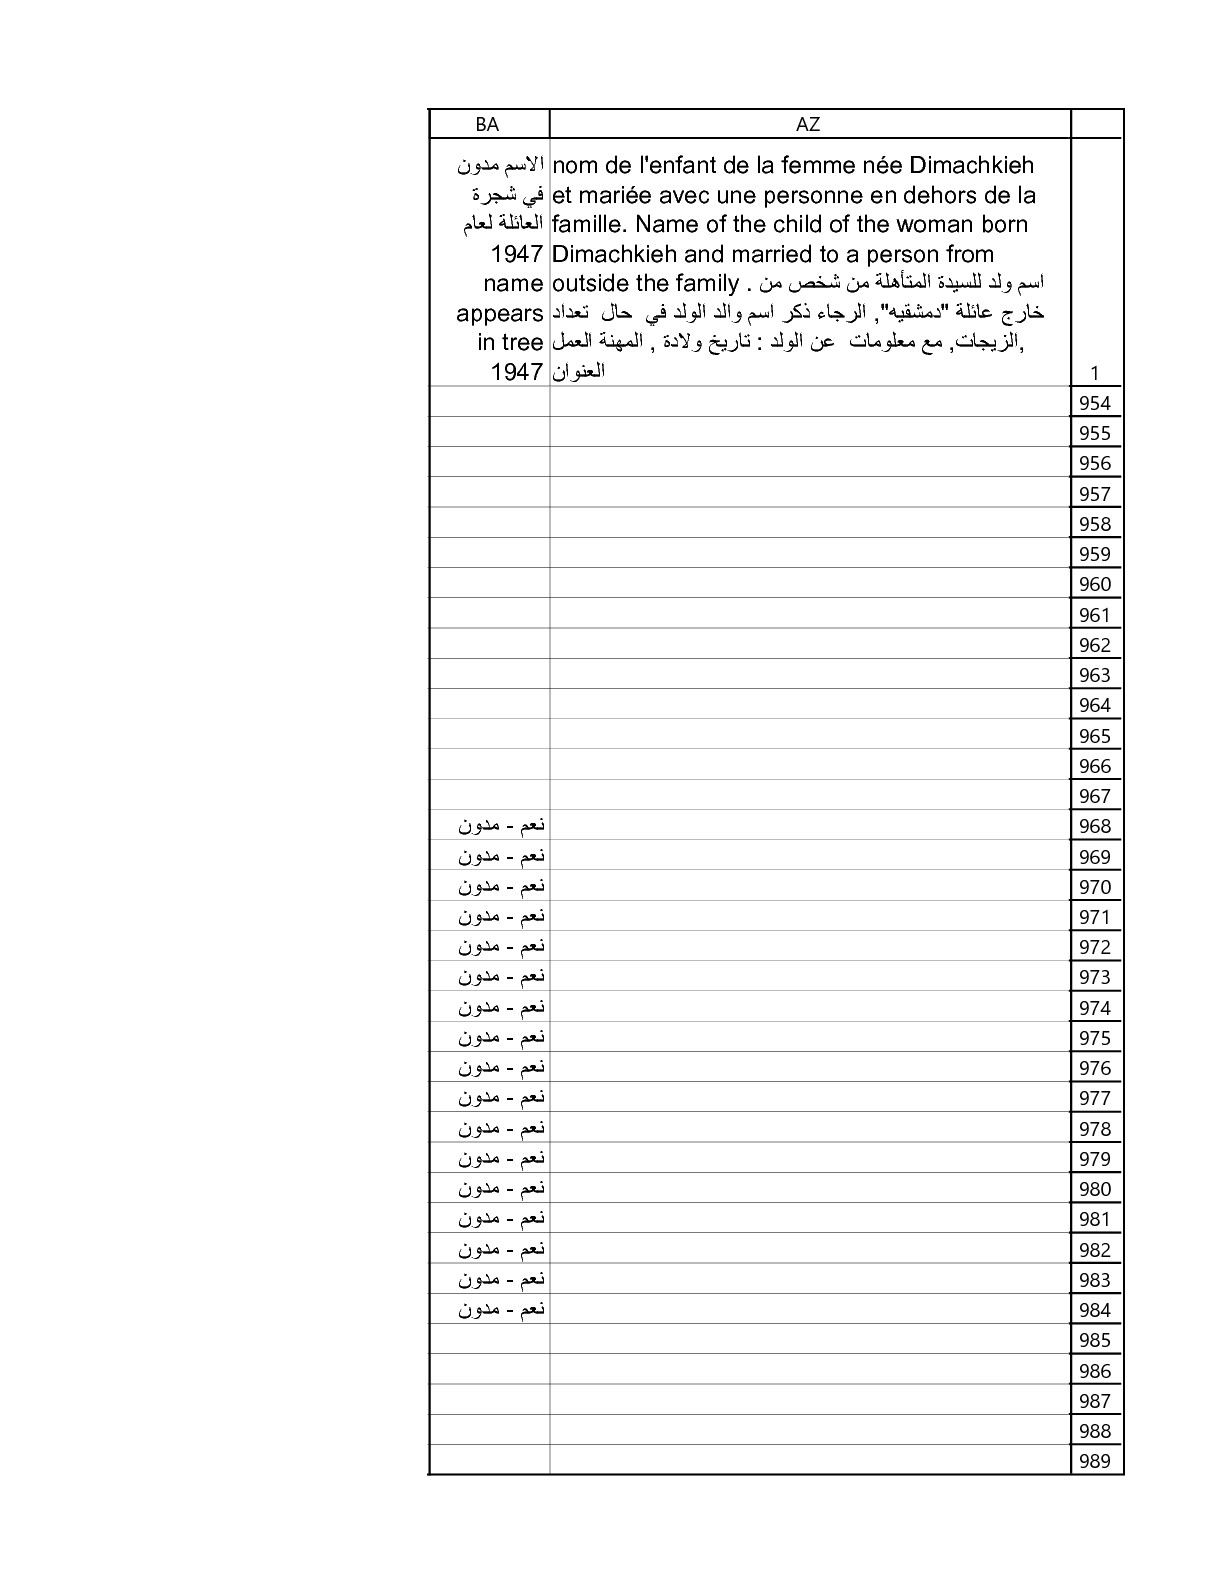 BA AZ
الاسم مدون
في شجرة
العائلة لعام
1947
name
appears
in tree
1947
nom de l'enfant de la femme née Dimachkieh
et mariée avec une personne en dehors de la
famille. Name of the child of the woman born
Dimachkieh and married to a person from
outside the family . اسم ولد للسيدة المتأهلة من شخص من
خارج عائلة "دمشقيه", الرجاء ذكر اسم والد الولد في حال تعداد
الزيجات, مع معلومات عن الولد : تاريخ ولادة , المهنة العمل,
العنوان
1
954
955
956
957
958
959
960
961
962
963
964
965
966
967
نعم - مدون 968
نعم - مدون 969
نعم - مدون 970
نعم - مدون 971
نعم - مدون 972
نعم - مدون 973
نعم - مدون 974
نعم - مدون 975
نعم - مدون 976
نعم - مدون 977
نعم - مدون 978
نعم - مدون 979
نعم - مدون 980
نعم - مدون 981
نعم - مدون 982
نعم - مدون 983
نعم - مدون 984
985
986
987
988
989